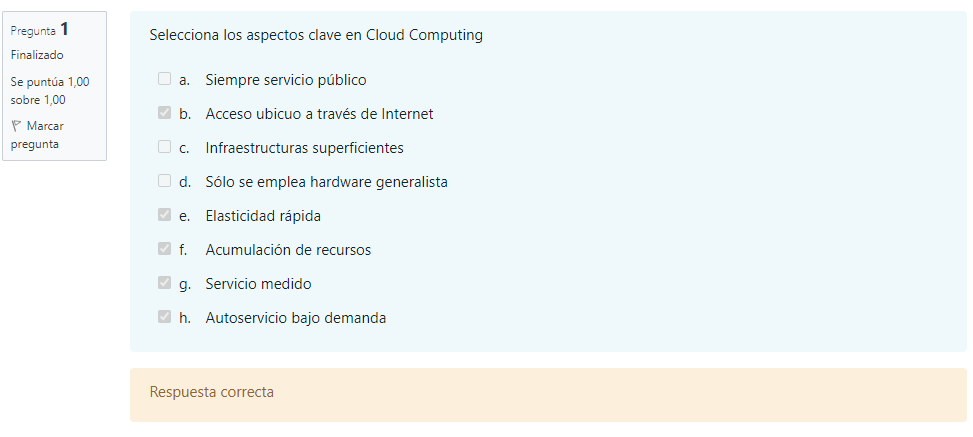 Pregunta 1
Finalizado
Se puntúa 1,00
sobre 1,00
Marcar
pregunta
Selecciona los aspectos clave en Cloud Computing
a. Siempre servicio público
b. Acceso ubicuo a través de Internet
c. Infraestructuras superficientes
d. Sólo se emplea hardware generalista
e. Elasticidad rápida
f. Acumulación de recursos
g. Servicio medido
h. Autoservicio bajo demanda
Respuesta correcta